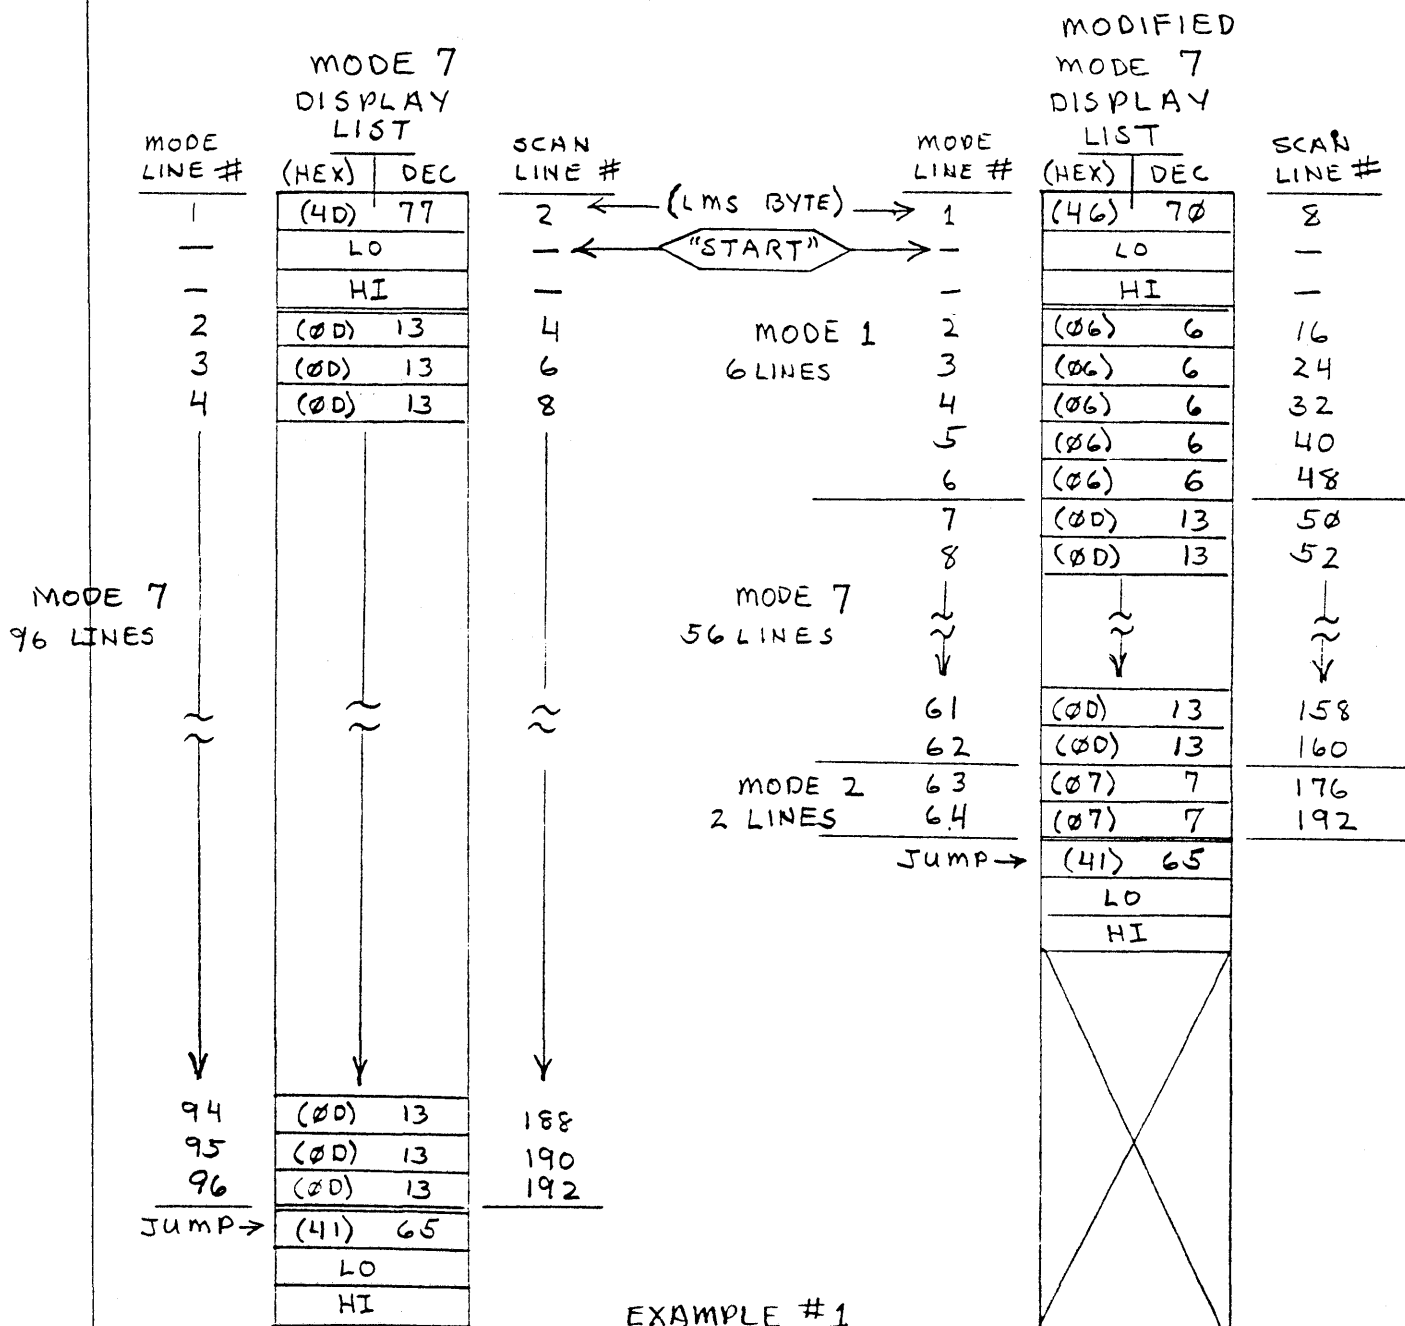 MODIFIED
MODE 7 MODE 7
DISPLAY DISPLAY
LIST LIST
MODE SCAN MODE SCAN
LINE # (HEX) DEC LINE # LINE # (HEX) DEC LINE #
1 (4D) 77 2 (LMS BYTE) 1 (46) 7Ø 8
— LO — "START" — LO —
— HI — — HI —
2 (ØD) 13 4 MODE 1 2 (Ø6) 6 16
3 (ØD) 13 6 6 LINES 3 (Ø6) 6 24
4 (ØD) 13 8 4 (Ø6) 6 32
5 (Ø6) 6 40
6 (Ø6) 6 48
7 (ØD) 13 5Ø
8 (ØD) 13 52
MODE 7 MODE 7
96 LINES 56 LINES
61 (ØD) 13 158
62 (ØD) 13 160
MODE 2 63 (Ø7) 7 176
2 LINES 6.4 (Ø7) 7 192
JUMP→ (41) 65
LO
HI
94 (ØD) 13 188
95 (ØD) 13 190
96 (ØD) 13 192
JUMP→ (41) 65
LO
HI
EXAMPLE #1